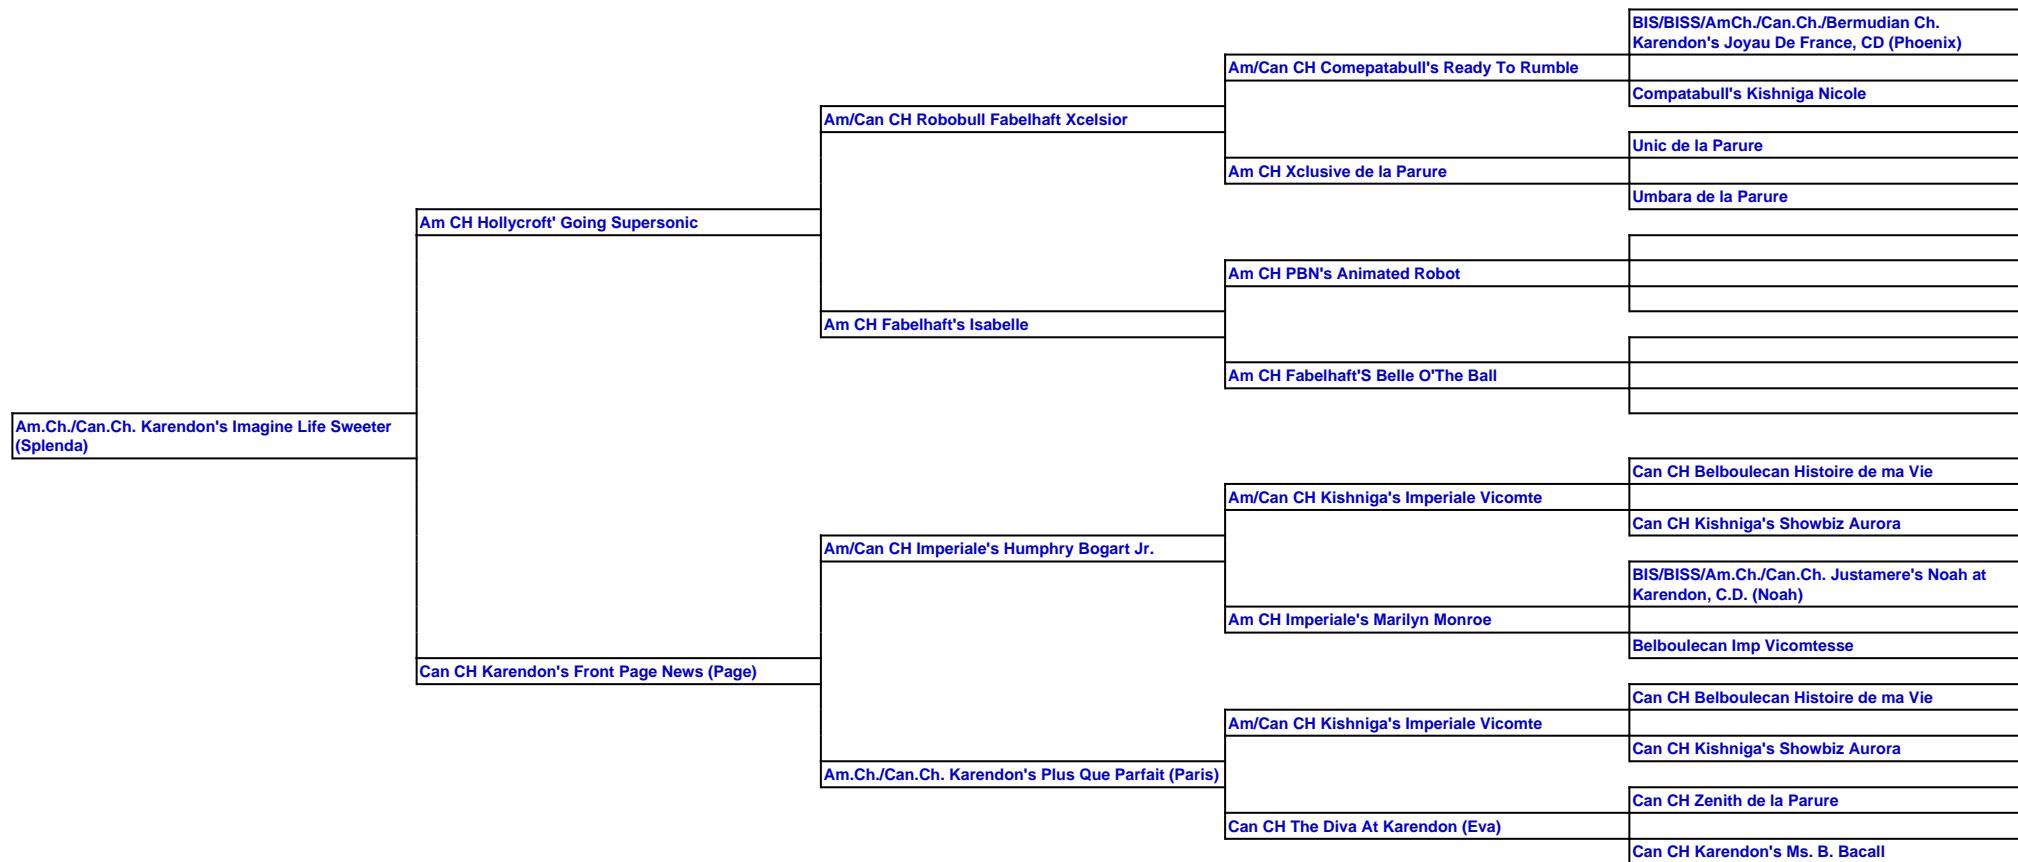 BIS/BISS/AmCh./Can.Ch./Bermudian Ch.
Karendon's Joyau De France, CD (Phoenix)
Am/Can CH Comepatabull's Ready To Rumble
Compatabull's Kishniga Nicole
Am/Can CH Robobull Fabelhaft Xcelsior
Unic de la Parure
Am CH Xclusive de la Parure
Umbara de la Parure
Am CH Hollycroft' Going Supersonic
Am CH PBN's Animated Robot
Am CH Fabelhaft's Isabelle
Am CH Fabelhaft'S Belle O'The Ball
Am.Ch./Can.Ch. Karendon's Imagine Life Sweeter
(Splenda)
Can CH Belboulecan Histoire de ma Vie
Am/Can CH Kishniga's Imperiale Vicomte
Can CH Kishniga's Showbiz Aurora
Am/Can CH Imperiale's Humphry Bogart Jr.
BIS/BISS/Am.Ch./Can.Ch. Justamere's Noah at
Karendon, C.D. (Noah)
Am CH Imperiale's Marilyn Monroe
Belboulecan Imp Vicomtesse
Can CH Karendon's Front Page News (Page)
Can CH Belboulecan Histoire de ma Vie
Am/Can CH Kishniga's Imperiale Vicomte
Can CH Kishniga's Showbiz Aurora
Am.Ch./Can.Ch. Karendon's Plus Que Parfait (Paris)
Can CH Zenith de la Parure
Can CH The Diva At Karendon (Eva)
Can CH Karendon's Ms. B. Bacall